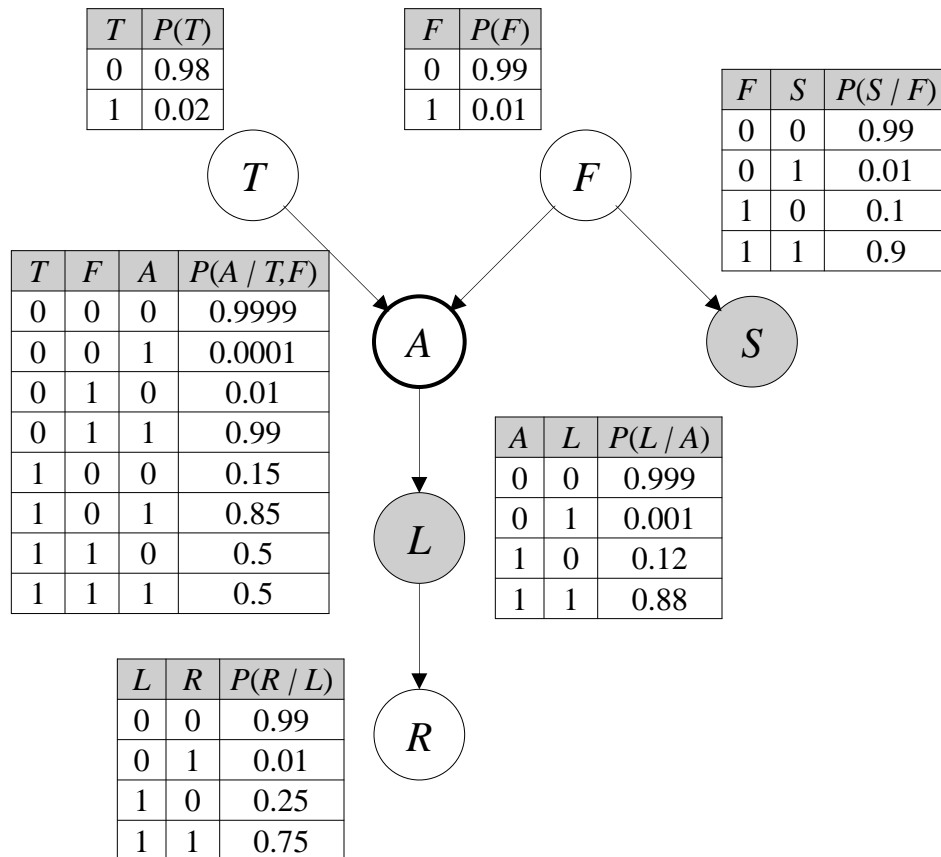 T P(T)
0 0.98
1 0.02
F P(F)
0 0.99
1 0.01
F S P(S / F)
0 0 0.99
0 1 0.01
1 0 0.1
1 1 0.9
T
F
T F A P(A / T,F)
0 0 0 0.9999
0 0 1 0.0001
0 1 0 0.01
0 1 1 0.99
1 0 0 0.15
1 0 1 0.85
1 1 0 0.5
1 1 1 0.5
A
S
A L P(L / A)
0 0 0.999
0 1 0.001
1 0 0.12
1 1 0.88
L
L R P(R / L)
0 0 0.99
0 1 0.01
1 0 0.25
1 1 0.75
R